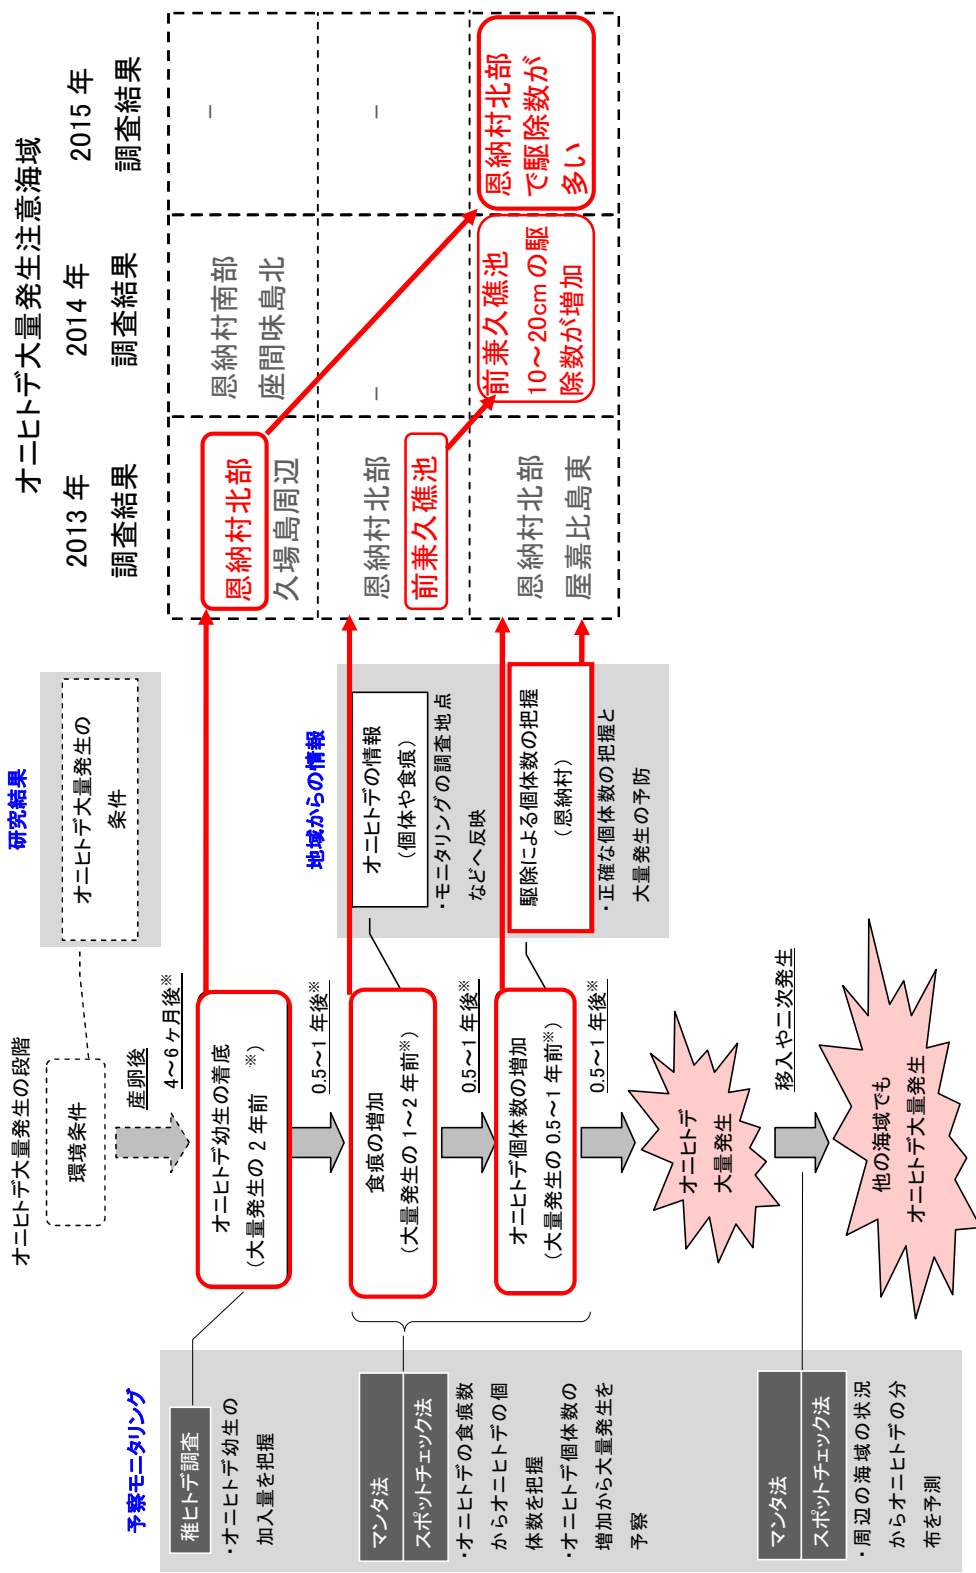 オニヒトデ大量発生注意海域
2013 年
調査結果
2014 年
調査結果
2015 年
調査結果
恩納村北部
久場島周辺
恩納村南部
座間味島北
–
恩納村北部
前兼久礁池
–
–
恩納村北部
屋嘉比島東
前兼久礁池
10～20cm の駆
除数が増加
恩納村北部
で駆除数が
多い
研究結果
オニヒトデ大量発生の
条件
地域からの情報
オニヒトデの情報
（個体や食痕）
・モニタリングの調査地点
などへ反映
駆除による個体数の把握
（恩納村）
・正確な個体数の把握と
大量発生の予防
オニヒトデ大量発生の段階
環境条件
産卵後
4～6 ヶ月後※
オニヒトデ幼生の着底
（大量発生の 2 年前
※）
0.5～1 年後※
食痕の増加
（大量発生の 1～2 年前※）
0.5～1 年後※
オニヒトデ個体数の増加
（大量発生の 0.5～1 年前※）
0.5～1 年後※
オニヒトデ
大量発生
移入や二次発生
他の海域でも
オニヒトデ大量発生
予察モニタリング
稚ヒトデ調査
・オニヒトデ幼生の
加入量を把握
マンタ法
スポットチェック法
・オニヒトデの食痕数
からオニヒトデの個
体数を把握
・オニヒトデ個体数の
増加から大量発生を
予察
マンタ法
スポットチェック法
・周辺の海域の状況
からオニヒトデの分
布を予測